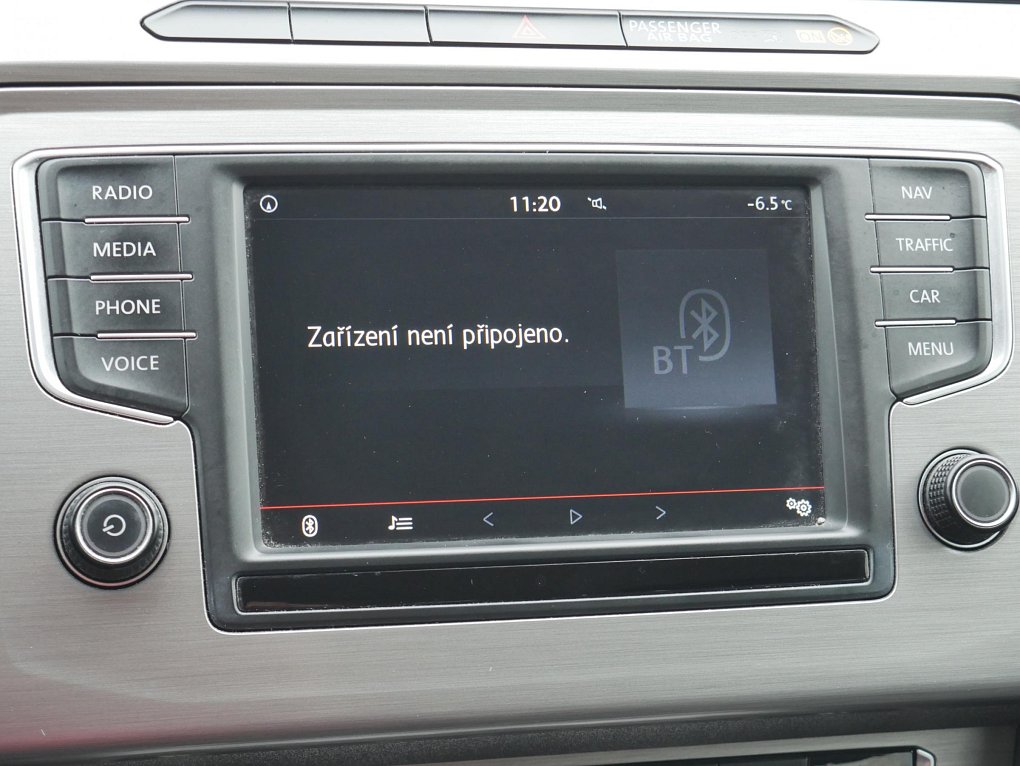 PASSENGER
AIR BAG
ON
RADIO
MEDIA
PHONE
VOICE
11:20
-6.5°C
Zařízení není připojeno.
BT
NAV
TRAFFIC
CAR
MENU